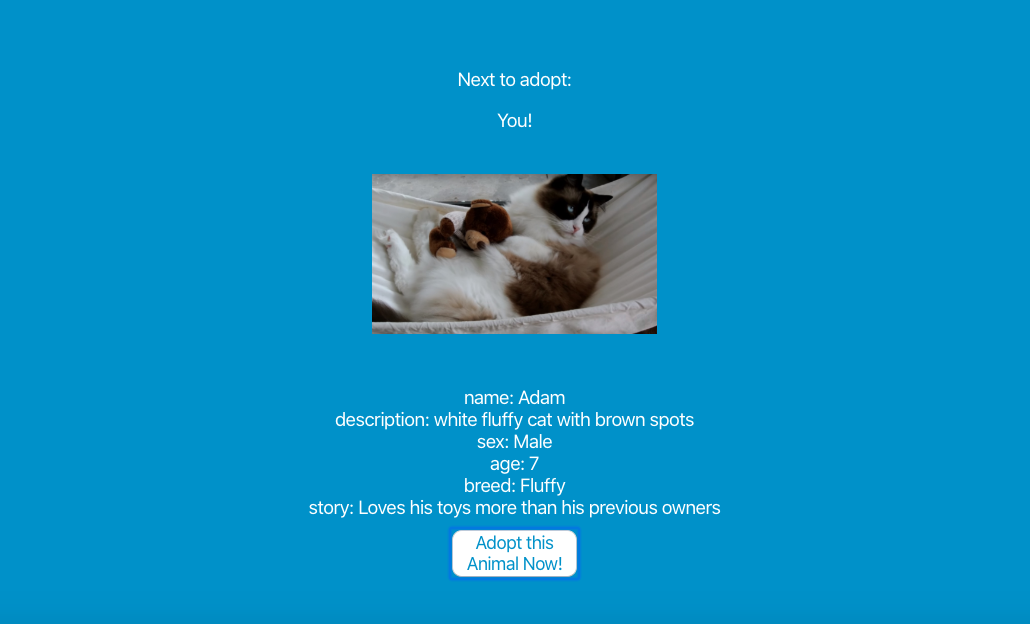 Next to adopt:
You!
name: Adam
description: white fluffy cat with brown spots
sex: Male
age: 7
breed: Fluffy
story: Loves his toys more than his previous owners
Adopt this
Animal Now!